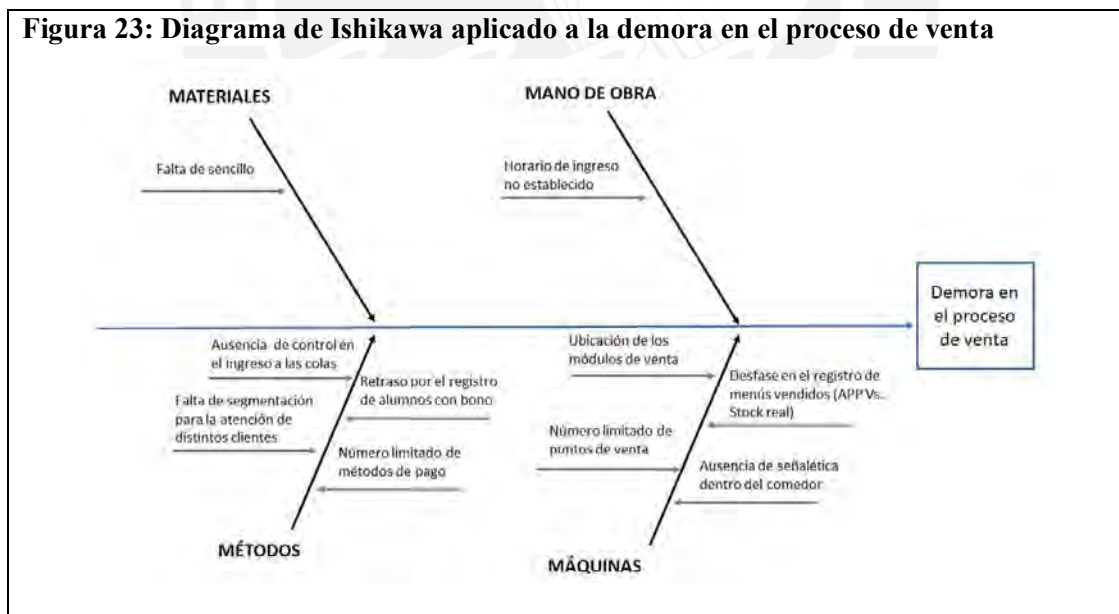 Figura 23: Diagrama de Ishikawa aplicado a la demora en el proceso de venta
MATERIALES
MANO DE OBRA
Falta de sencillo
Horario de ingreso
no establecido
Demora en
el proceso
de venta
Ausencia de control en
el ingreso a las colas
Retraso por el registro
de alumnos con bono
Falta de segmentación
para la atención de
distintos clientes
Número limitado de
métodos de pago
Ubicación de los
módulos de venta
Desfase en el registro de
menús vendidos (APP Vs.
Stock real)
Número limitado de
puntos de venta
Ausencia de señalética
dentro del comedor
MÉTODOS
MÁQUINAS